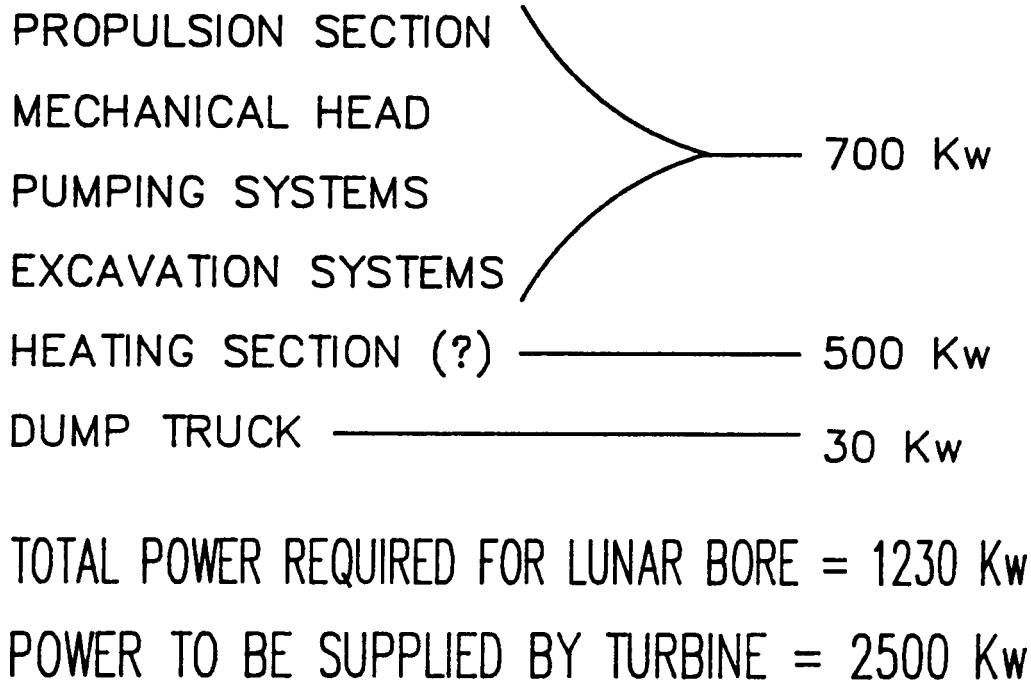 PROPULSION SECTION
MECHANICAL HEAD
700 Kw
PUMPING SYSTEMS
EXCAVATION SYSTEMS
HEATING SECTION (?) 500 Kw
DUMP TRUCK 30 Kw
TOTAL POWER REQUIRED FOR LUNAR BORE = 1230 Kw
POWER TO BE SUPPLIED BY TURBINE = 2500 Kw